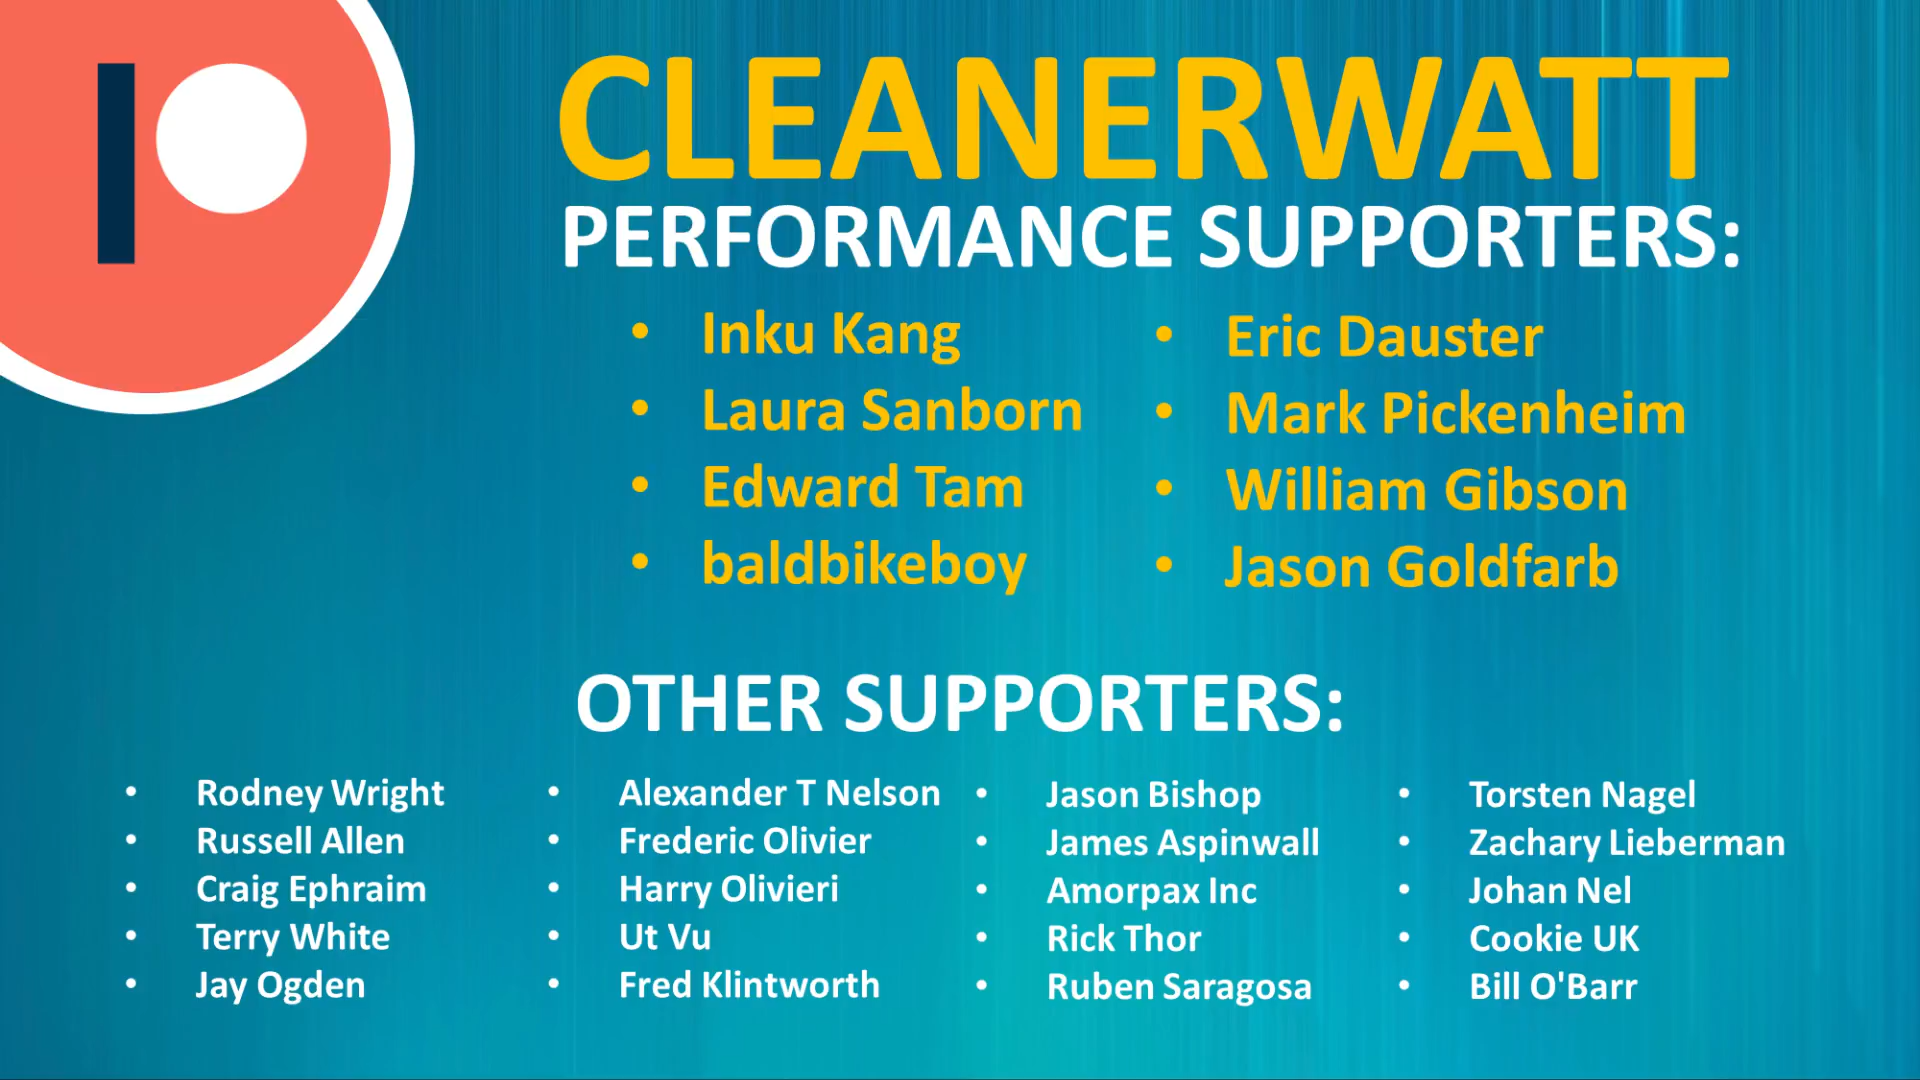 CLEANERWATT
PERFORMANCE SUPPORTERS:
• Inku Kang
• Laura Sanborn
• Edward Tam
• baldbikeboy
• Eric Dauster
• Mark Pickenheim
• William Gibson
• Jason Goldfarb
OTHER SUPPORTERS:
• Rodney Wright
• Russell Allen
• Craig Ephraim
• Terry White
• Jay Ogden
• Alexander T Nelson
• Frederic Olivier
• Harry Olivieri
• Ut Vu
• Fred Klintworth
• Jason Bishop
• James Aspinwall
• Amorpax Inc
• Rick Thor
• Ruben Saragosa
• Torsten Nagel
• Zachary Lieberman
• Johan Nel
• Cookie UK
• Bill O'Barr